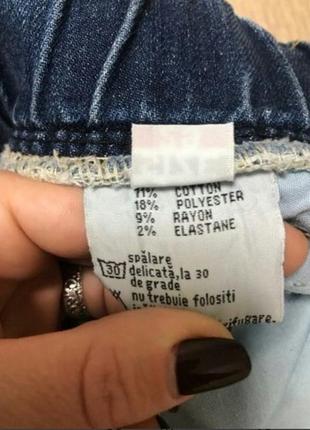 71% COTTON
18% POLYESTER
9% RAYON
2% ELASTANE
30 spălare
delicată, la 30
de grade
nu trebuie folositi